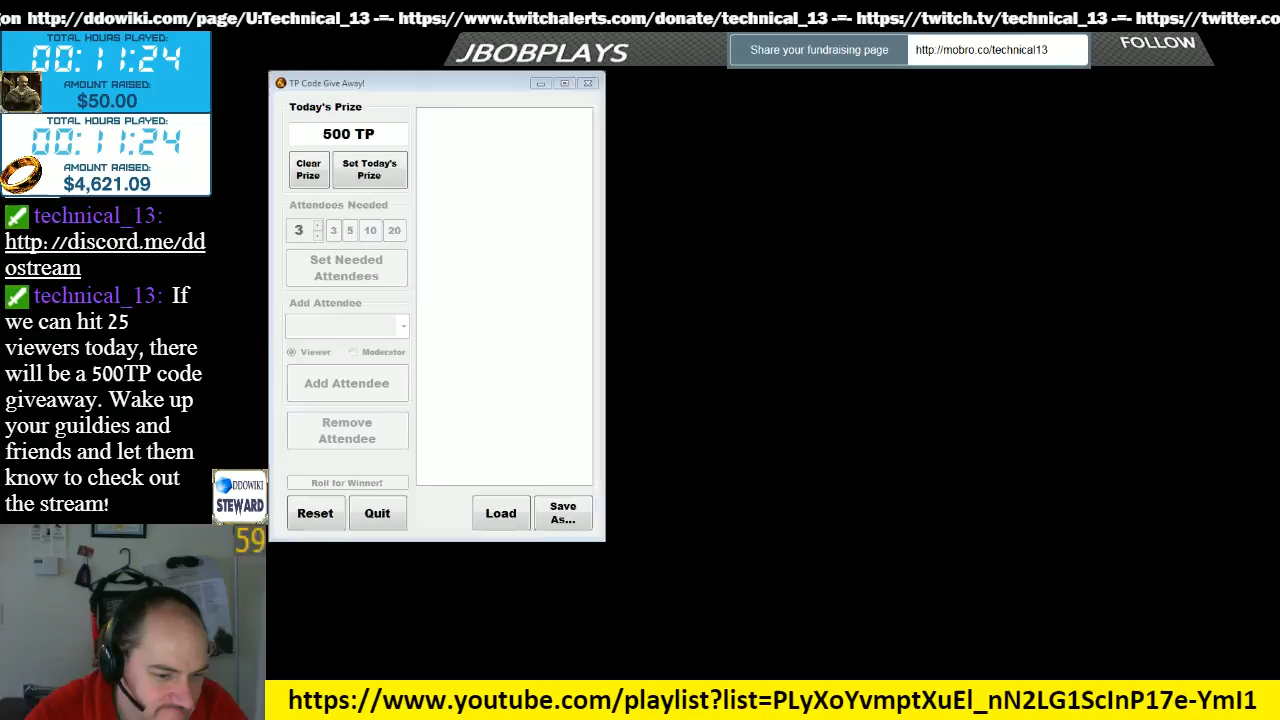 gon http://ddowiki.com/page/U:Technical_13 -=- https://www.twitchalerts.com/donate/technical_13 -=- https://twitch.tv/technical_13 -=- https://twitter.co
TOTAL HOURS PLAYED:
00:11:24
AMOUNT RAISED:
$50.00
TOTAL HOURS PLAYED:
00:11:24
AMOUNT RAISED:
$4,621.09
JBOBPLAYS
Share your fundraising page
http://mobro.co/technical13
FOLLOW
technical_13:
http://discord.me/dd
ostream
technical_13: If
we can hit 25
viewers today, there
will be a 500TP code
giveaway. Wake up
your guildies and
friends and let them
know to check out
the stream!
DDOWIKI
STEWARD
59
TP Code Give Away!
Today's Prize
500 TP
Clear
Prize
Set Today's
Prize
Attendees Needed
3 3 5 10 20
Set Needed
Attendees
Add Attendee
Viewer Moderator
Add Attendee
Remove
Attendee
Roll for Winner!
Reset Quit Load
Save
As...
https://www.youtube.com/playlist?list=PLyXoYvmptXuEl_nN2LG1ScInP17e-YmI1